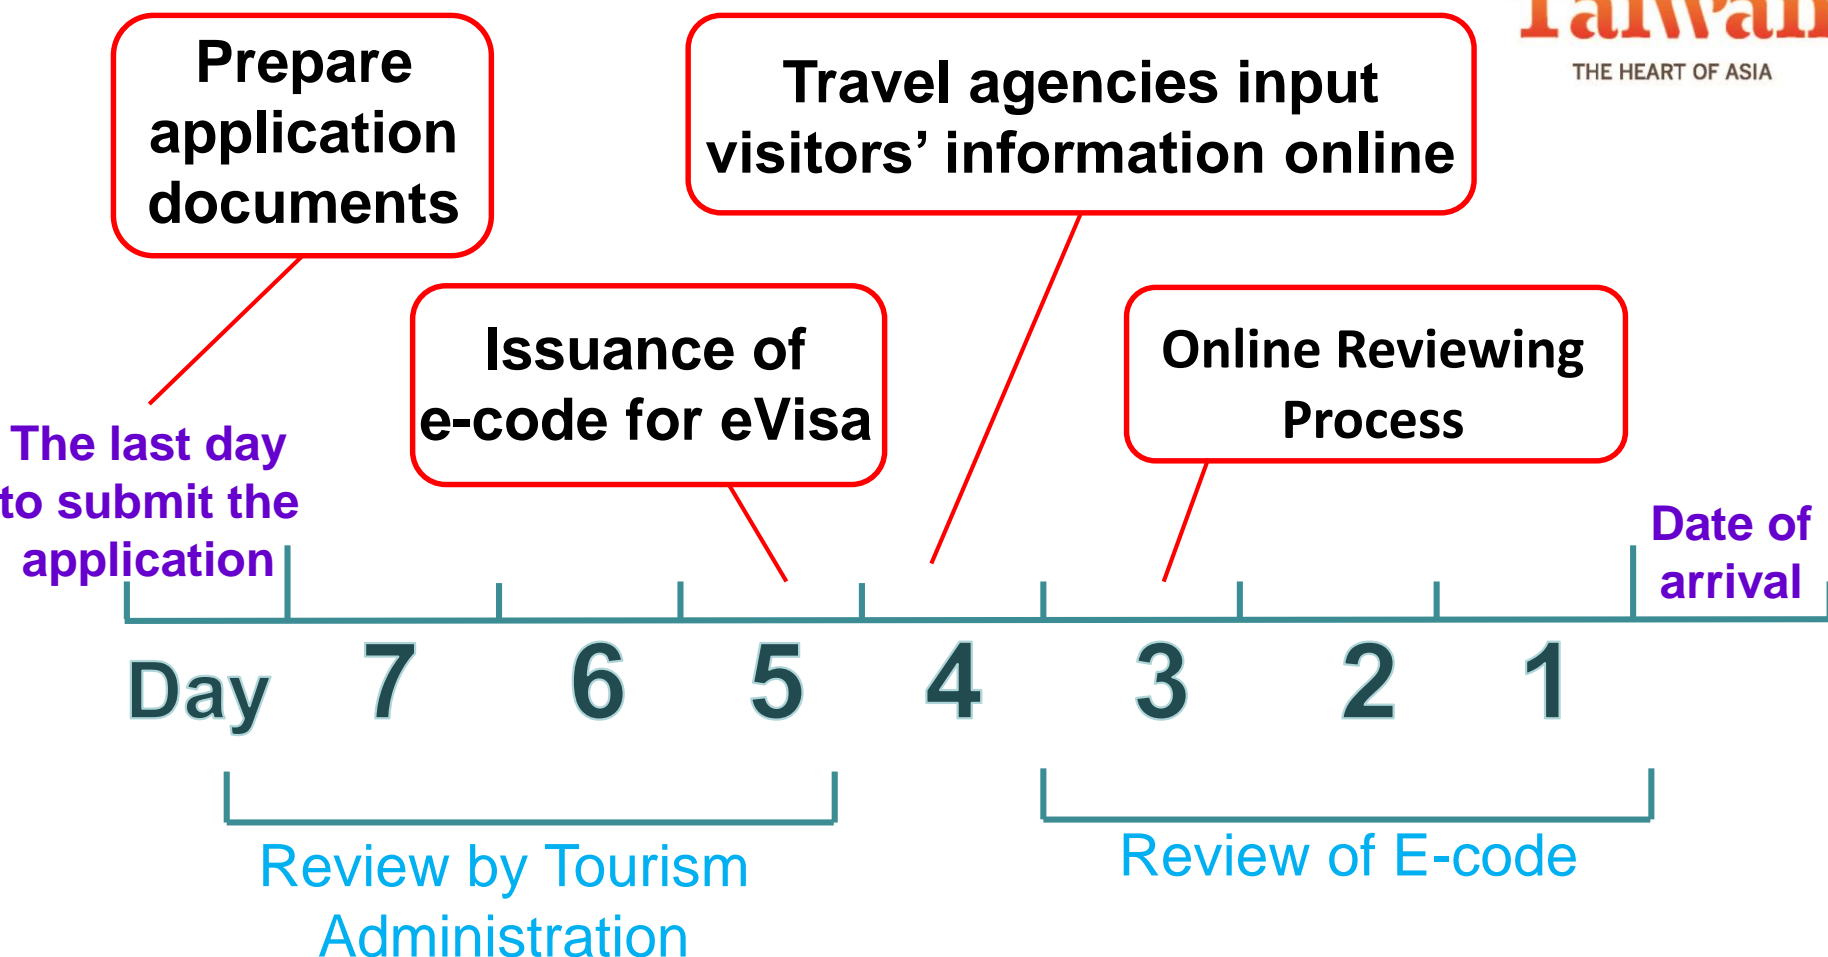 Taiwan
THE HEART OF ASIA
Prepare
application
documents
Travel agencies input
visitors’ information online
Issuance of
e-code for eVisa
Online Reviewing
Process
The last day
to submit the
application
Date of
arrival
Day 7 6 5 4 3 2 1
Review by Tourism
Administration
Review of E-code